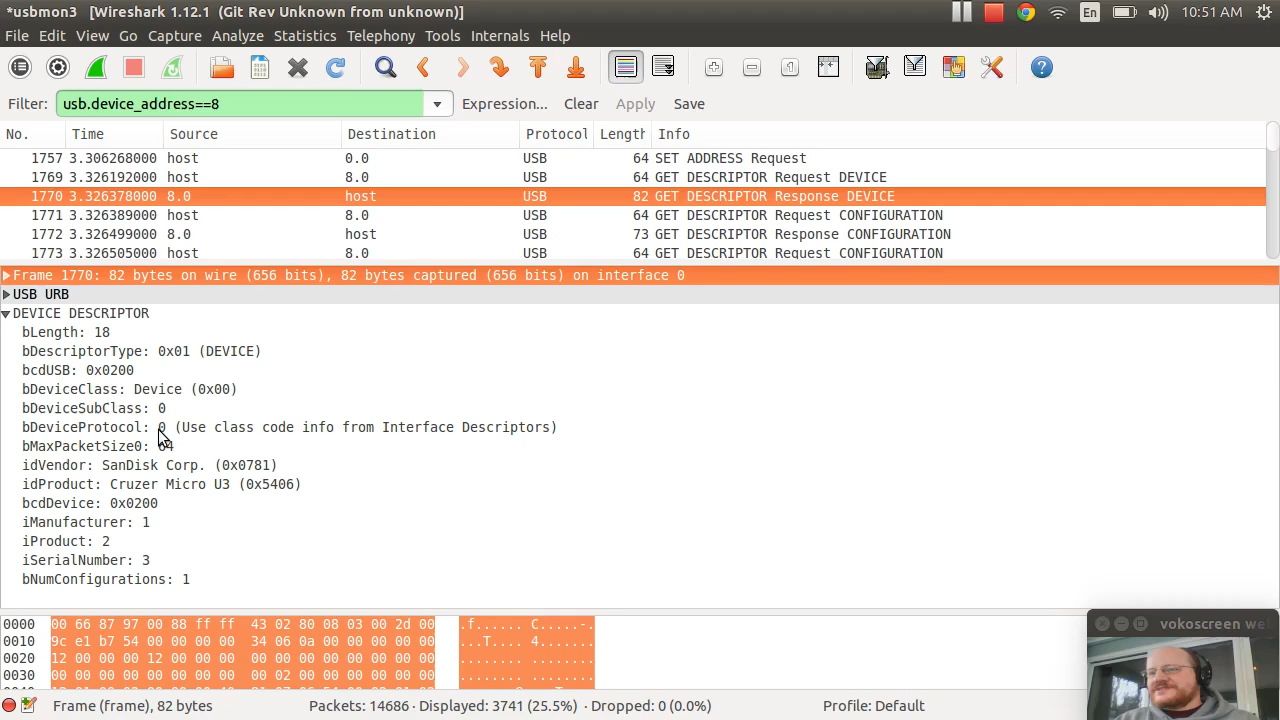 *usbmon3 [Wireshark 1.12.1 (Git Rev Unknown from unknown)]
En 10:51 AM
File Edit View Go Capture Analyze Statistics Telephony Tools Internals Help
Filter: usb.device_address==8 Expression... Clear Apply Save
No. Time Source Destination Protocol Length Info
1757 3.306268000 host 0.0 USB 64 SET ADDRESS Request
1769 3.326192000 host 8.0 USB 64 GET DESCRIPTOR Request DEVICE
1770 3.326378000 8.0 host USB 82 GET DESCRIPTOR Response DEVICE
1771 3.326389000 host 8.0 USB 64 GET DESCRIPTOR Request CONFIGURATION
1772 3.326499000 8.0 host USB 73 GET DESCRIPTOR Response CONFIGURATION
1773 3.326505000 host 8.0 USB 64 GET DESCRIPTOR Request CONFIGURATION
Frame 1770: 82 bytes on wire (656 bits), 82 bytes captured (656 bits) on interface 0
USB URB
DEVICE DESCRIPTOR
bLength: 18
bDescriptorType: 0x01 (DEVICE)
bcdUSB: 0x0200
bDeviceClass: Device (0x00)
bDeviceSubClass: 0
bDeviceProtocol: 0 (Use class code info from Interface Descriptors)
bMaxPacketSize0: 64
idVendor: SanDisk Corp. (0x0781)
idProduct: Cruzer Micro U3 (0x5406)
bcdDevice: 0x0200
iManufacturer: 1
iProduct: 2
iSerialNumber: 3
bNumConfigurations: 1
0000 00 66 87 97 00 88 ff ff 43 02 80 08 03 00 2d 00 .f...... C.....-.
0010 9c e1 b7 54 00 00 00 00 34 06 0a 00 00 00 00 00 ...T.... 4.......
0020 12 00 00 00 12 00 00 00 00 00 00 00 00 00 00 00 ........ ........
0030 00 00 00 00 00 00 00 00 00 02 00 00 00 00 00 00 ........ ........
vokoscreen we
Frame (frame), 82 bytes Packets: 14686 · Displayed: 3741 (25.5%) · Dropped: 0 (0.0%) Profile: Default